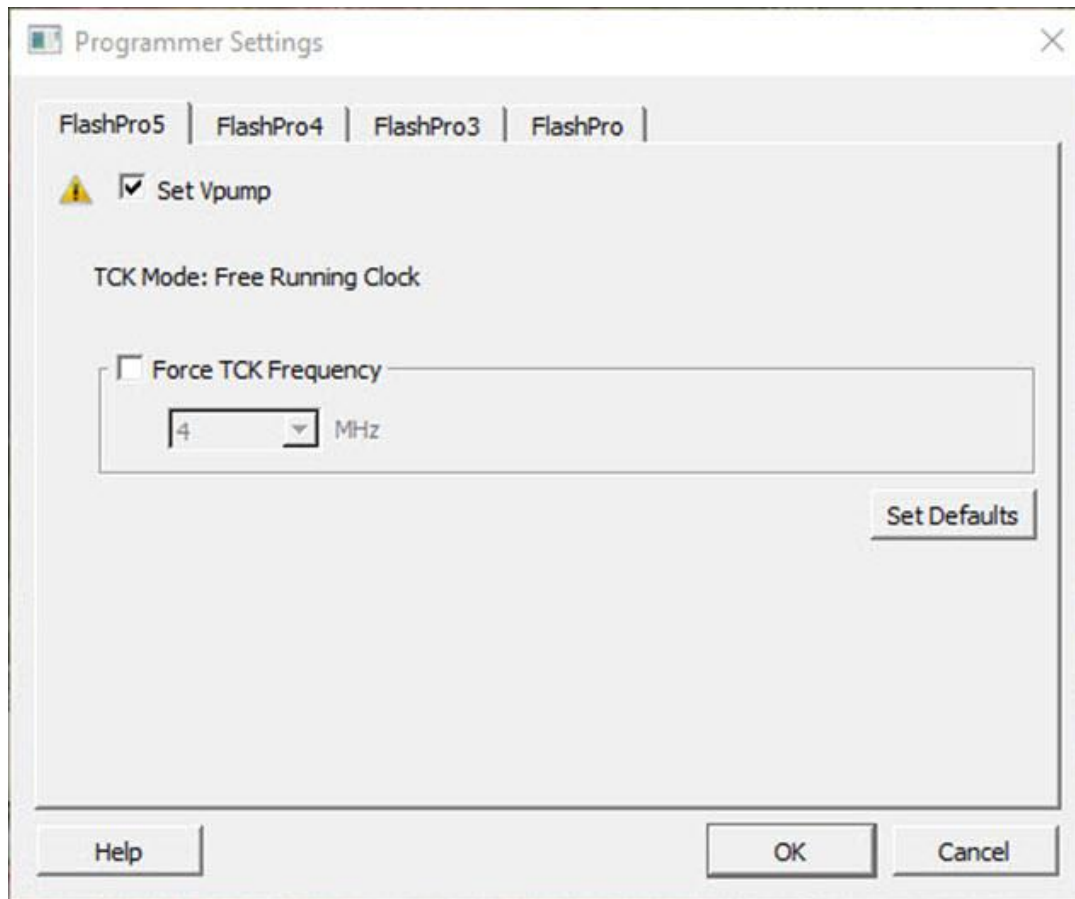 Programmer Settings
FlashPro5 FlashPro4 FlashPro3 FlashPro
Set Vpump
TCK Mode: Free Running Clock
Force TCK Frequency
4 MHz
Set Defaults
Help OK Cancel